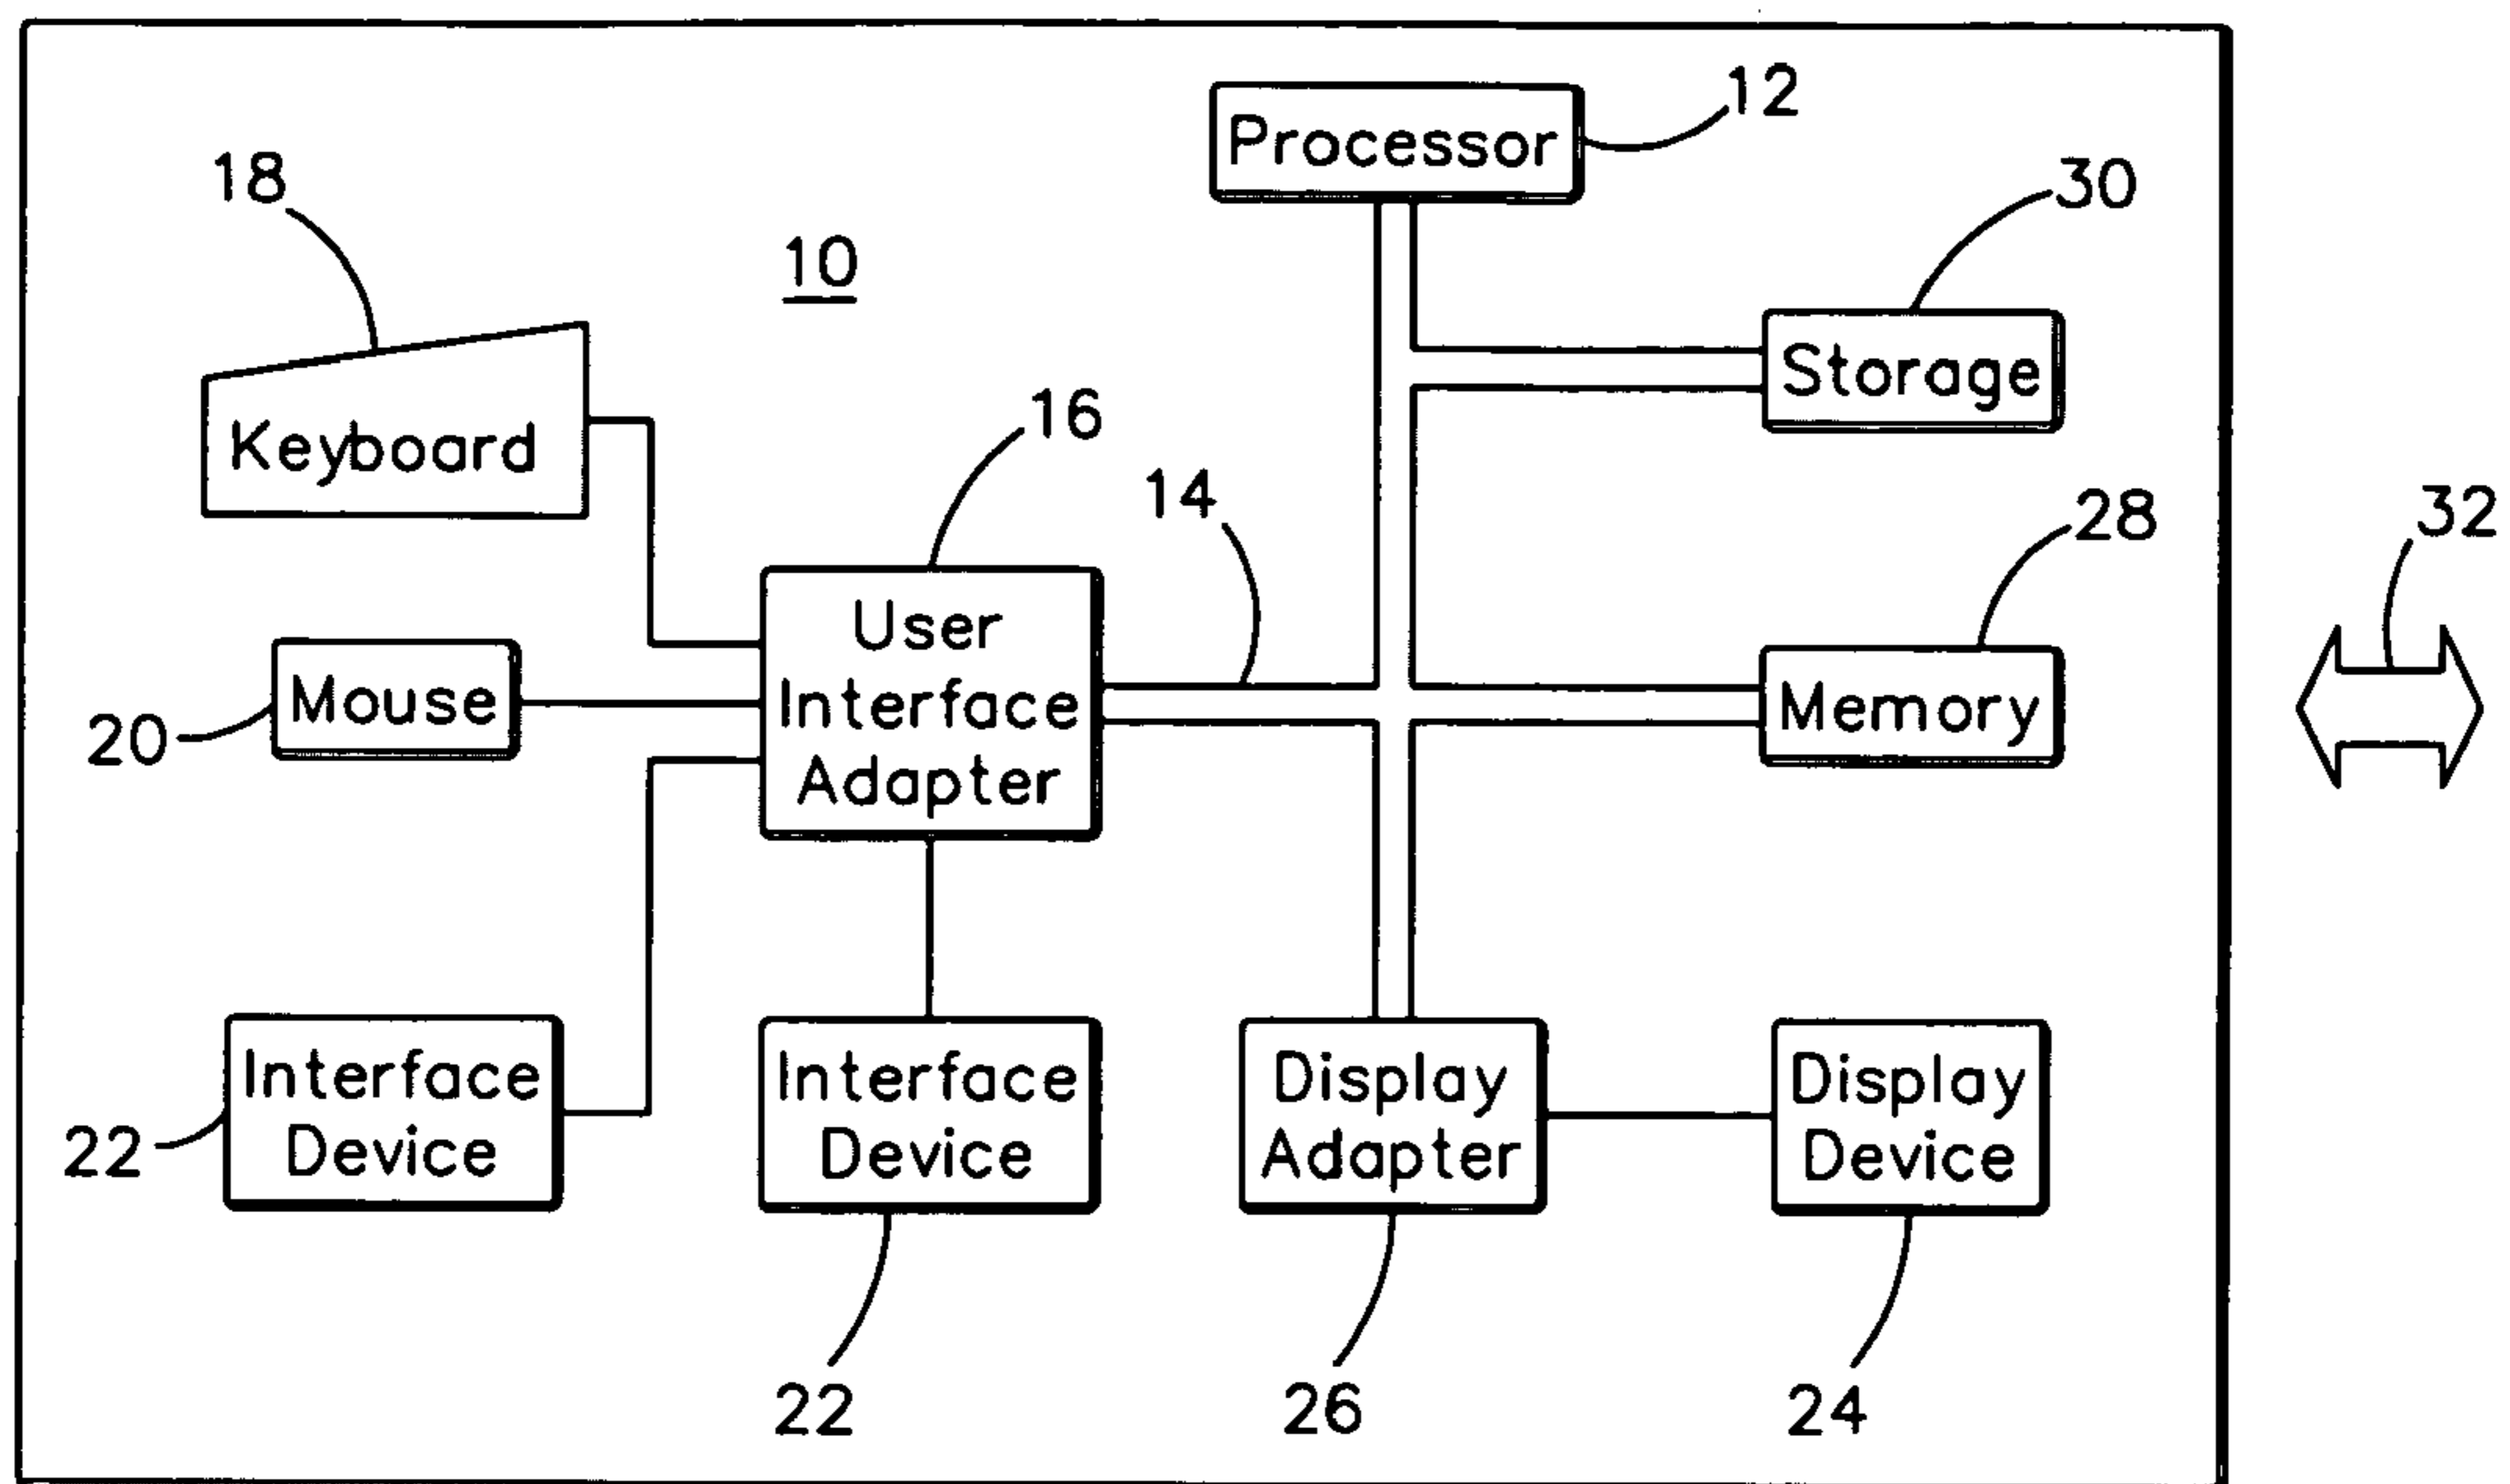 12
Processor
18
30
10
Storage
Keyboard
16
14
28
32
User
Interface
Adapter
Mouse
20
Memory
Interface
Device
22
Interface
Device
Display
Adapter
Display
Device
22
26
24